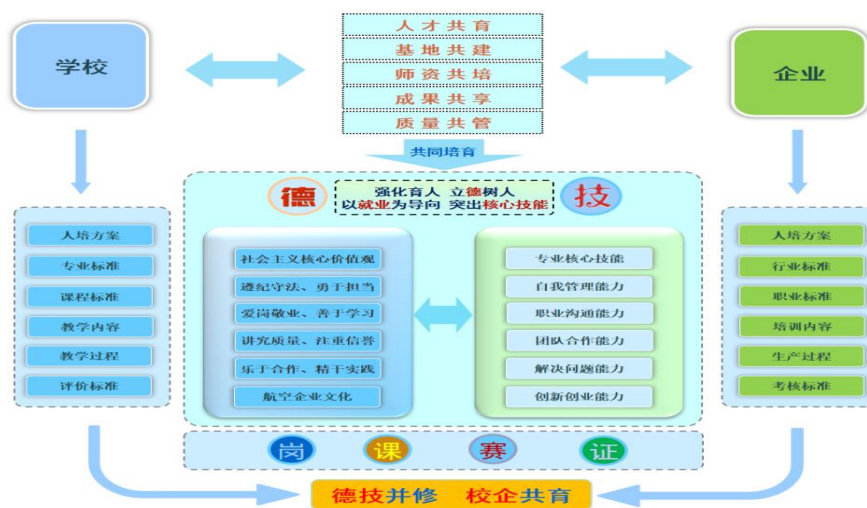 学校
人才共育
基地共建
师资共培
成果共享
质量共管
企业
共同培育
德
强化育人 立德树人
以就业为导向 突出核心技能
技
人培方案
专业标准
课程标准
教学内容
教学过程
评价标准
社会主义核心价值观
遵纪守法、勇于担当
爱岗敬业、善于学习
讲究质量、注重信誉
乐于合作、精于实践
航空企业文化
专业核心技能
自我管理能力
职业沟通能力
团队合作能力
解决问题能力
创新创业能力
人培方案
行业标准
职业标准
培训内容
生产过程
考核标准
岗 课 赛 证
德技并修 校企共育